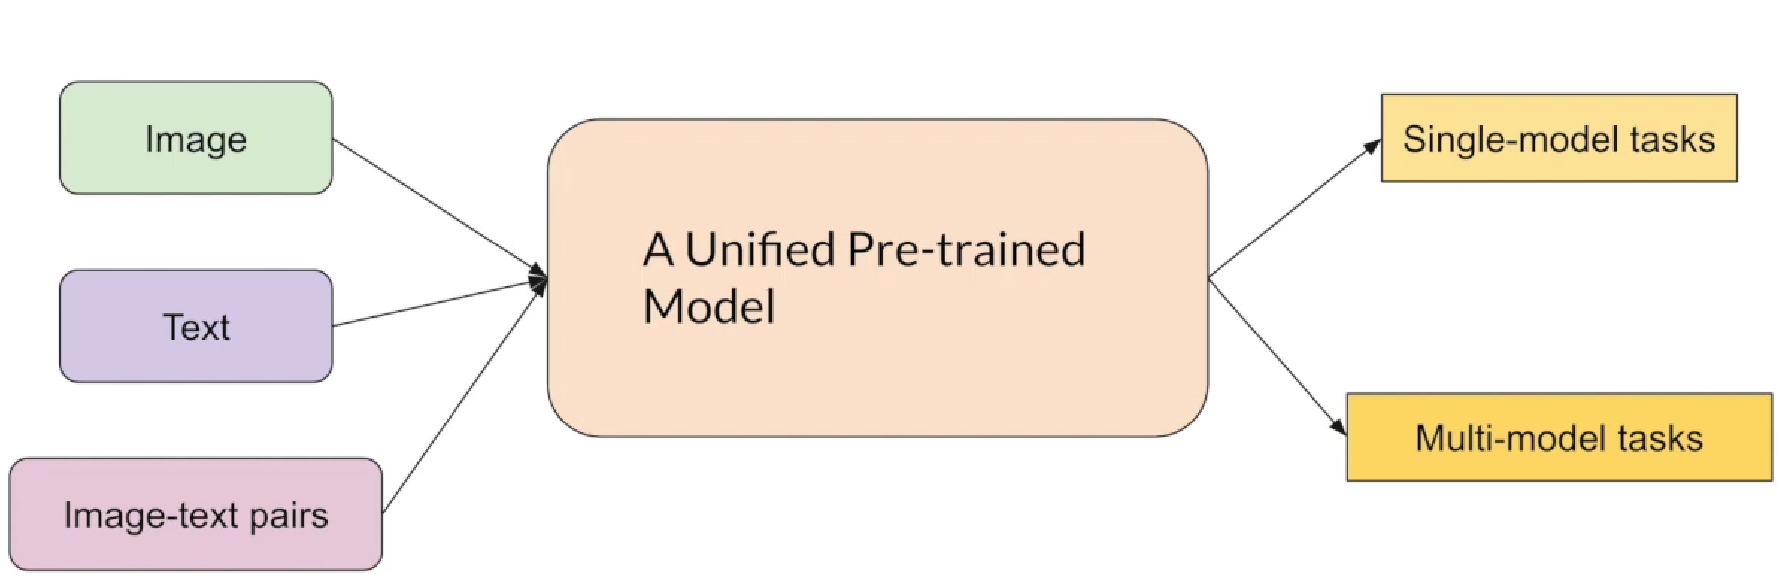 Image
Text
Image-text pairs
A Unified Pre-trained
Model
Single-model tasks
Multi-model tasks